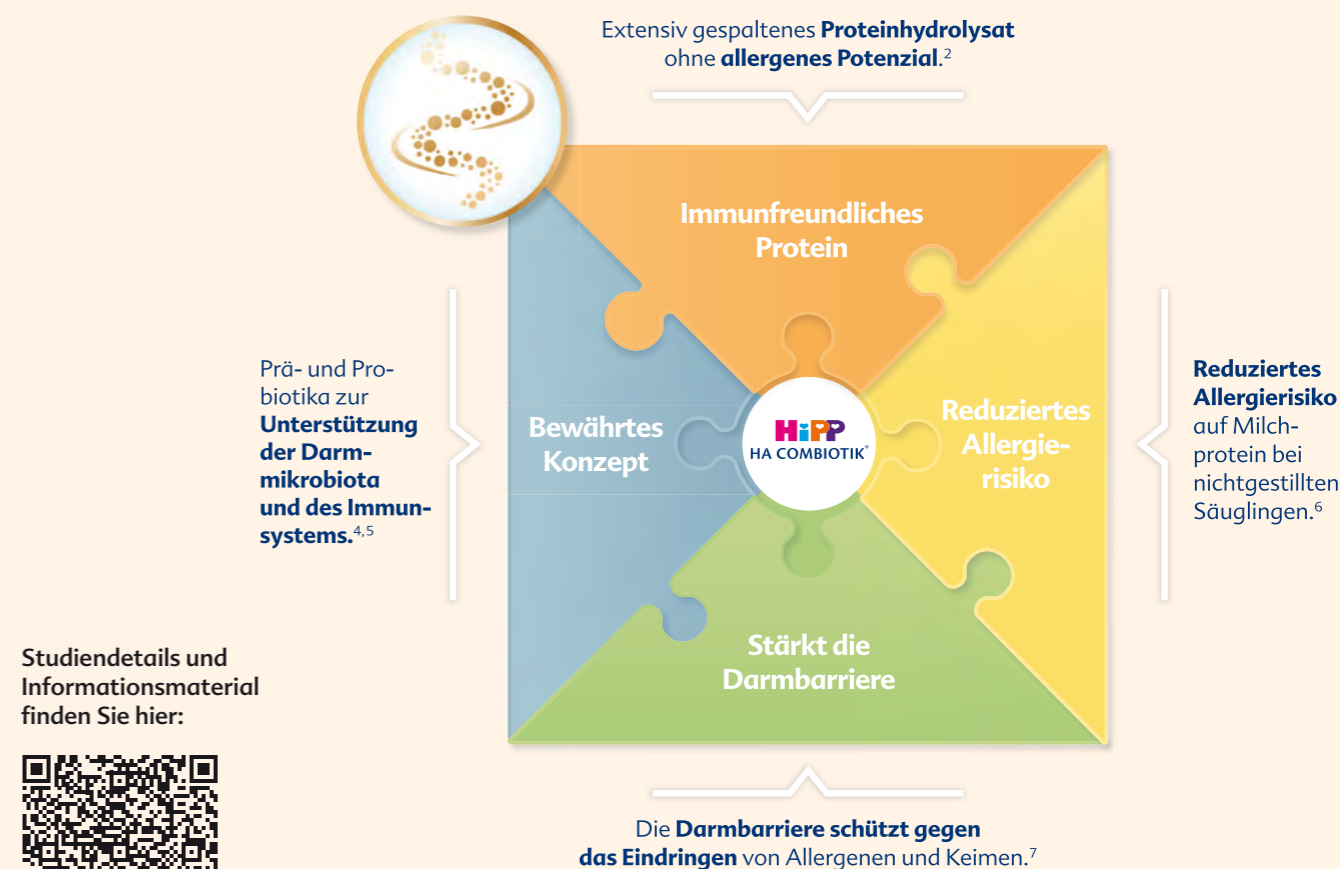 Extensiv gespaltenes Proteinhydrolysat
ohne allergenes Potenzial.²
Immunfreundliches
Protein
Prä- und Pro-
biotika zur
Unterstützung
der Darm-
mikrobiota
und des Immun-
systems.⁴,⁵
Bewährtes
Konzept
HiPP
HA COMBIOTIK®
Reduziertes
Allergie-
risiko
Reduziertes
Allergierisiko
auf Milch-
protein bei
nichtgestillten
Säuglingen.⁶
Stärkt die
Darmbarriere
Die Darmbarriere schützt gegen
das Eindringen von Allergenen und Keimen.⁷
Studiendetails und
Informationsmaterial
finden Sie hier: